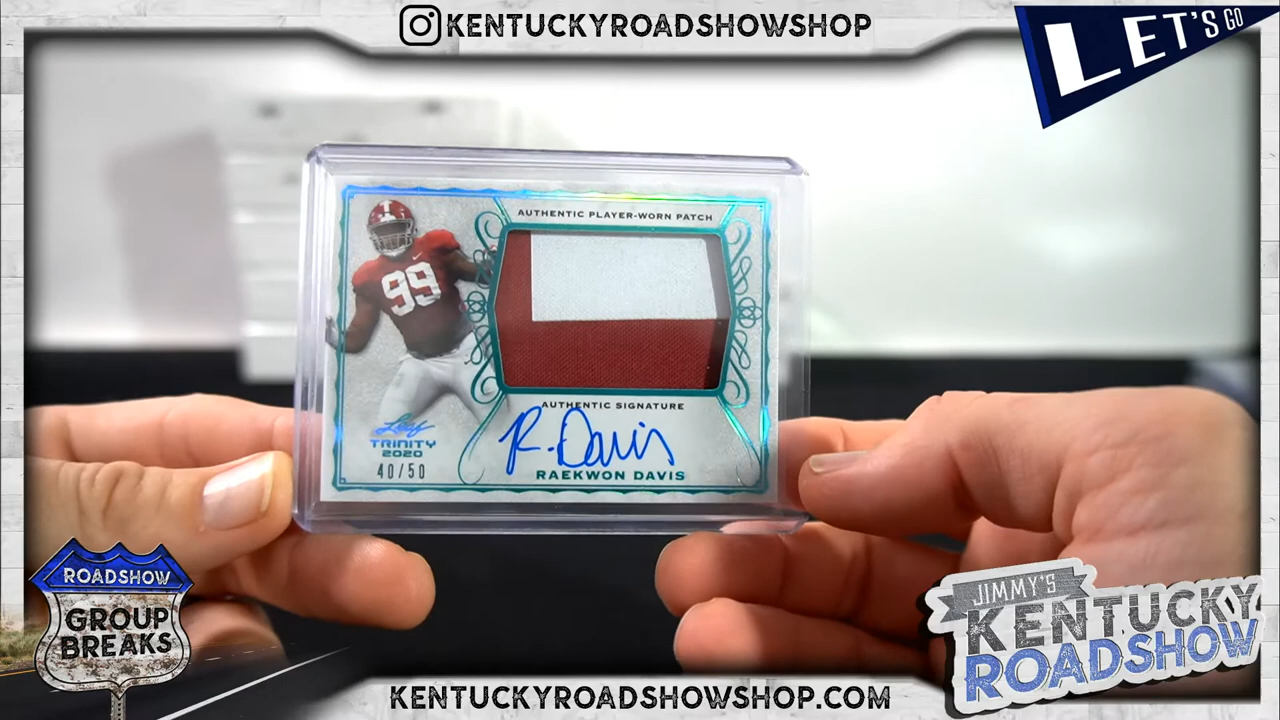 KENTUCKYROADSHOWSHOP
LET'S GO
AUTHENTIC PLAYER-WORN PATCH
99
AUTHENTIC SIGNATURE
R. Davis
RAEKWON DAVIS
Leaf
TRINITY
2020
40/50
ROADSHOW
GROUP
BREAKS
JIMMY'S
KENTUCKY
ROADSHOW
KENTUCKYROADSHOWSHOP.COM